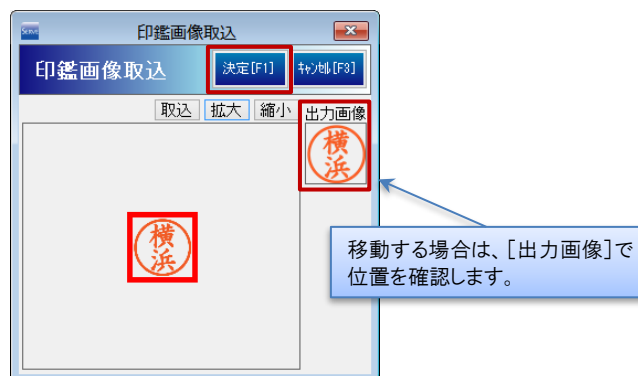 Serve 印鑑画像取込
印鑑画像取込 決定[F1] ｷｬﾝｾﾙ[F3]
取込 拡大 縮小 出力画像
横浜
横浜
移動する場合は、[出力画像]で
位置を確認します。